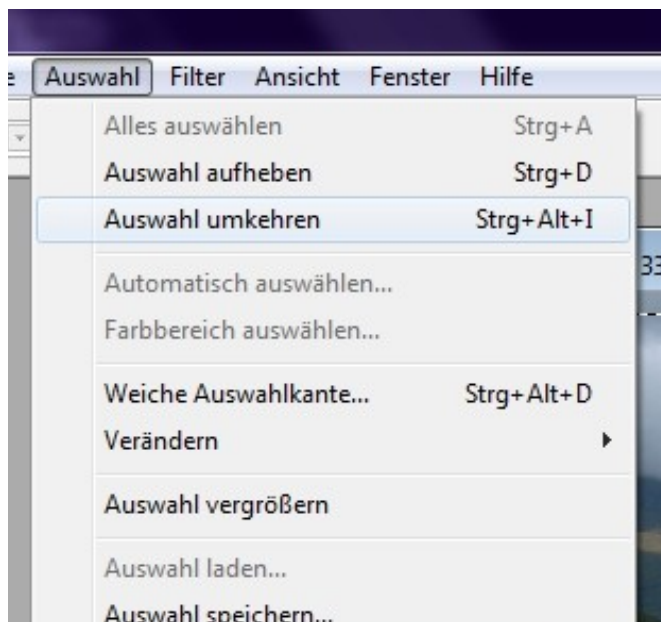 Auswahl Filter Ansicht Fenster Hilfe
Alles auswählen Strg+A
Auswahl aufheben Strg+D
Auswahl umkehren Strg+Alt+I
Automatisch auswählen...
Farbbereich auswählen...
Weiche Auswahlkante... Strg+Alt+D
Verändern
Auswahl vergrößern
Auswahl laden...
Auswahl speichern...